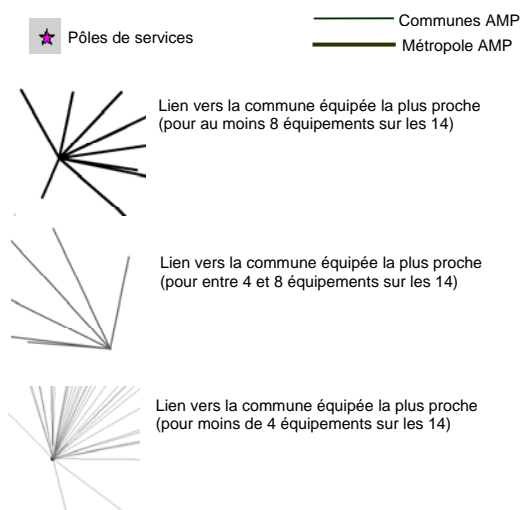 Pôles de services
Communes AMP
Métropole AMP
Lien vers la commune équipée la plus proche
(pour au moins 8 équipements sur les 14)
Lien vers la commune équipée la plus proche
(pour entre 4 et 8 équipements sur les 14)
Lien vers la commune équipée la plus proche
(pour moins de 4 équipements sur les 14)